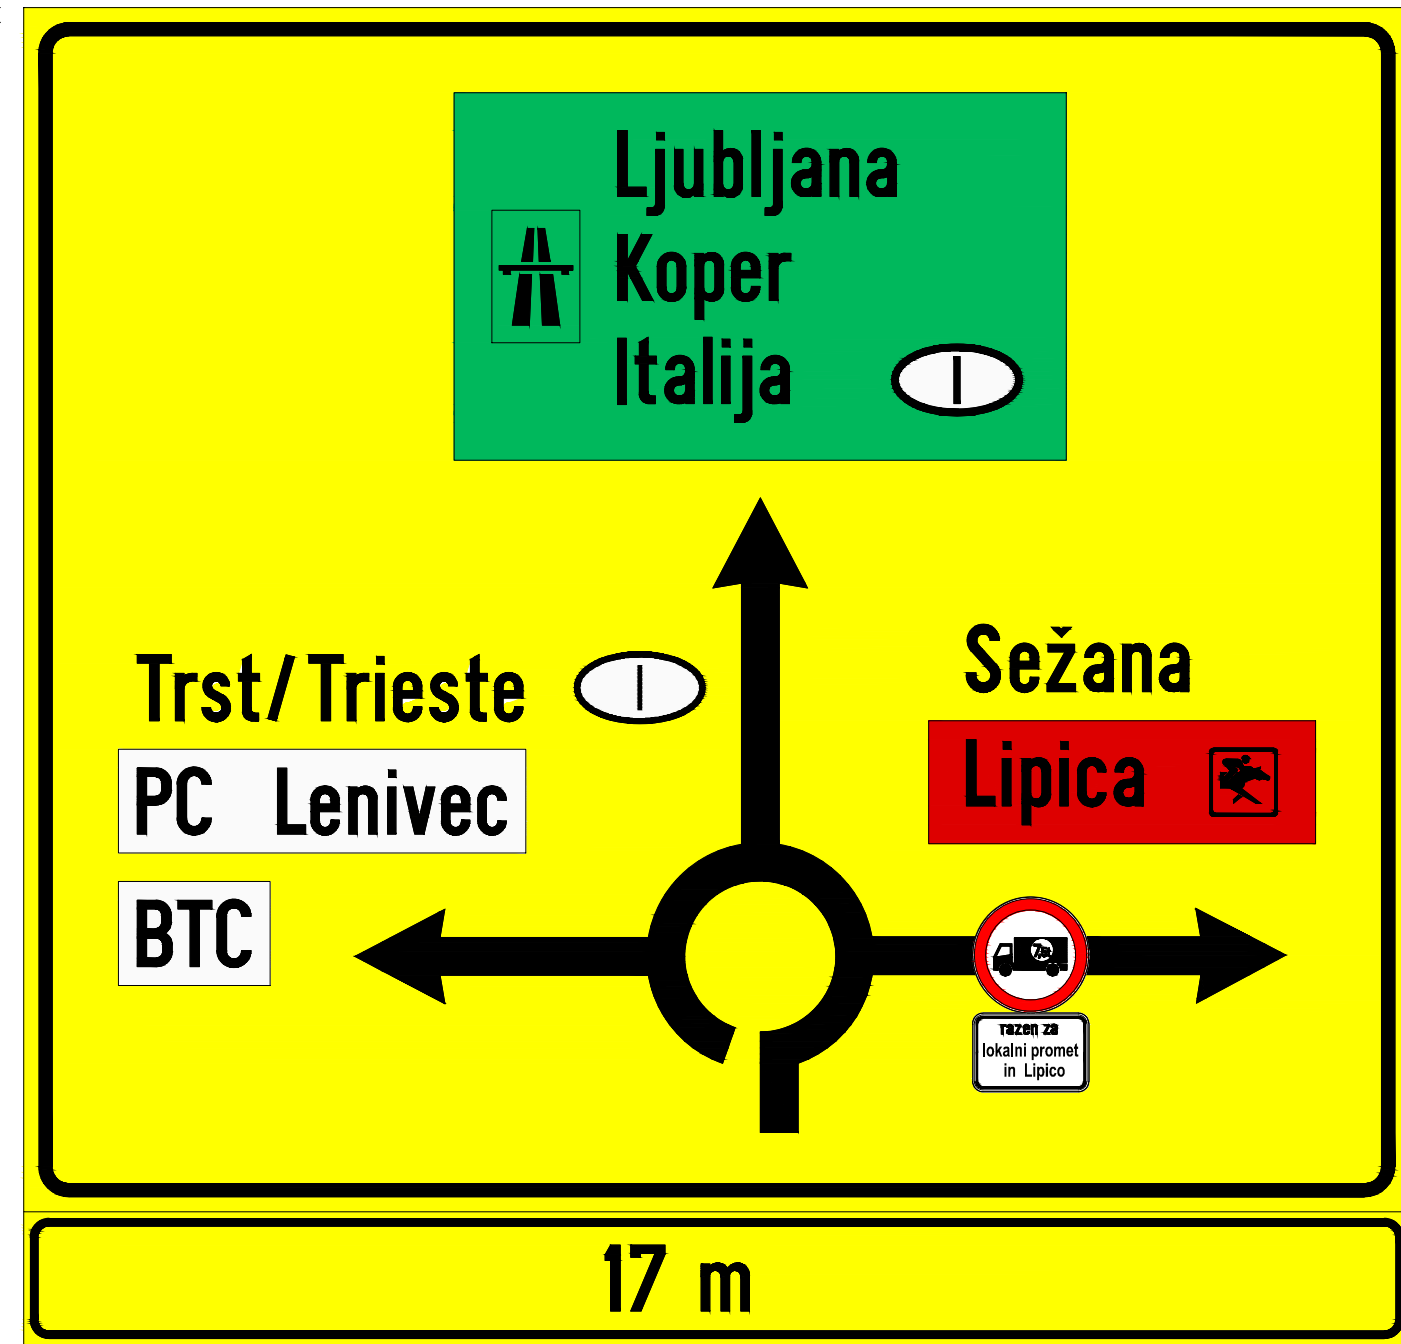 Ljubljana
Koper
Italija
I
Trst/Trieste
I
PC Lenivec
BTC
Sežana
Lipica
razen za
lokalni promet
in Lipico
17 m